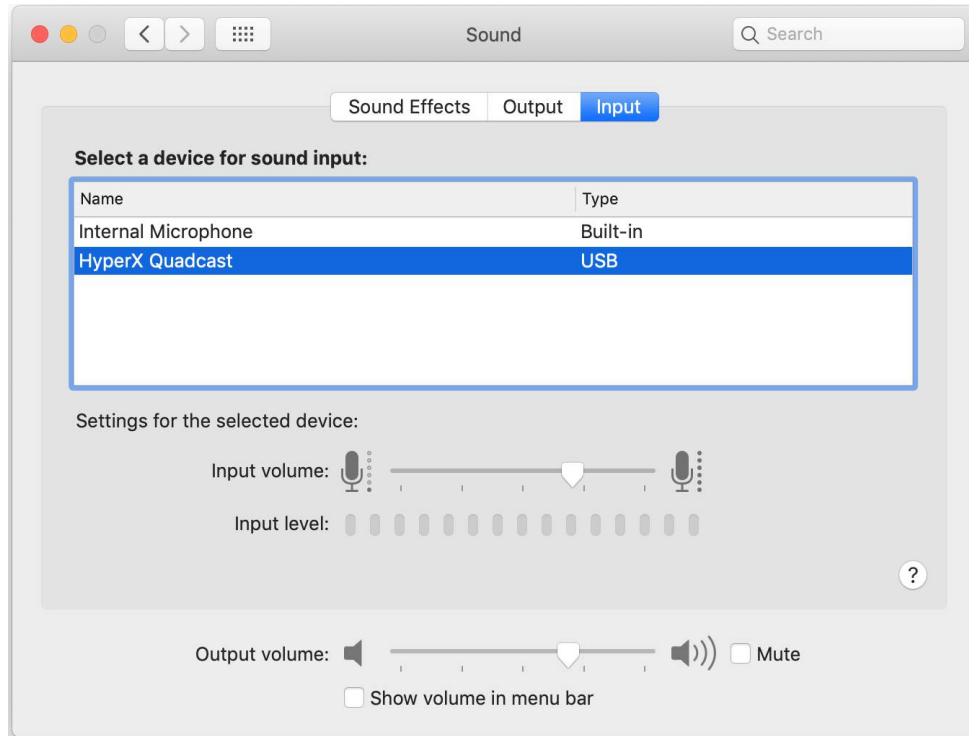 Sound
Search
Sound Effects Output Input
Select a device for sound input:
Name Type
Internal Microphone Built-in
HyperX Quadcast USB
Settings for the selected device:
Input volume:
Input level:
?
Output volume: Mute
Show volume in menu bar